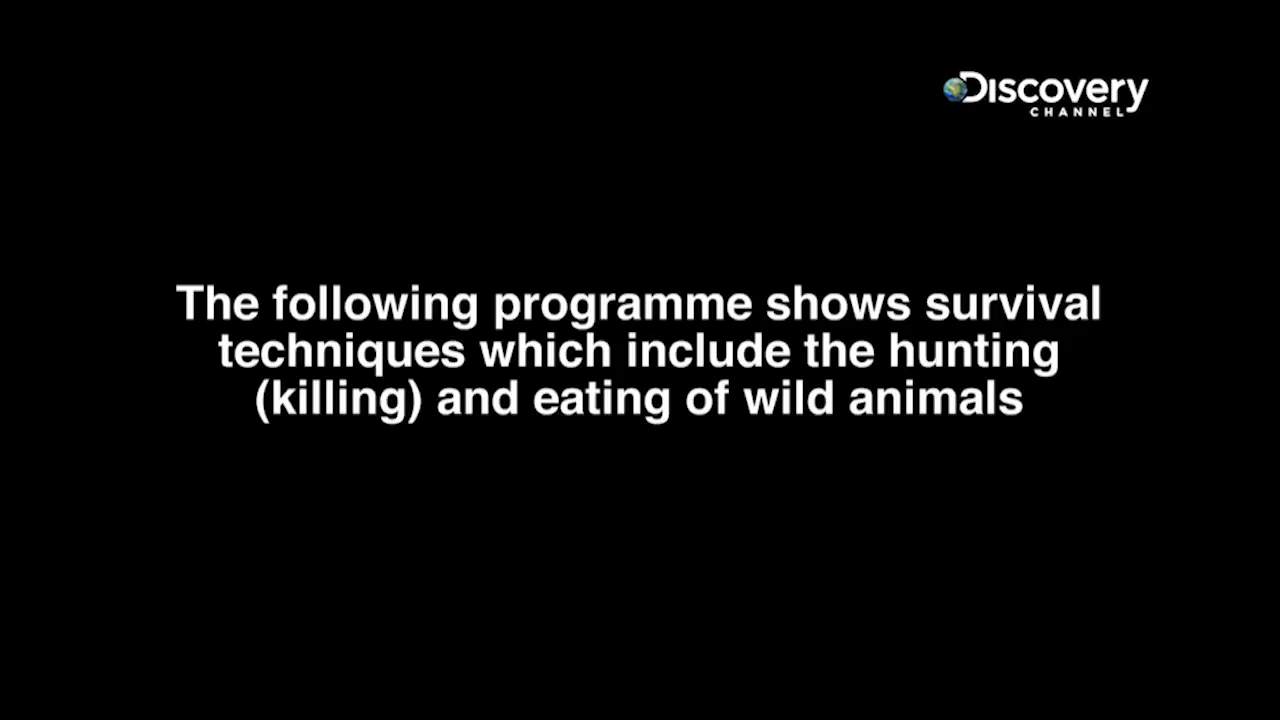 Discovery
CHANNEL
The following programme shows survival
techniques which include the hunting
(killing) and eating of wild animals